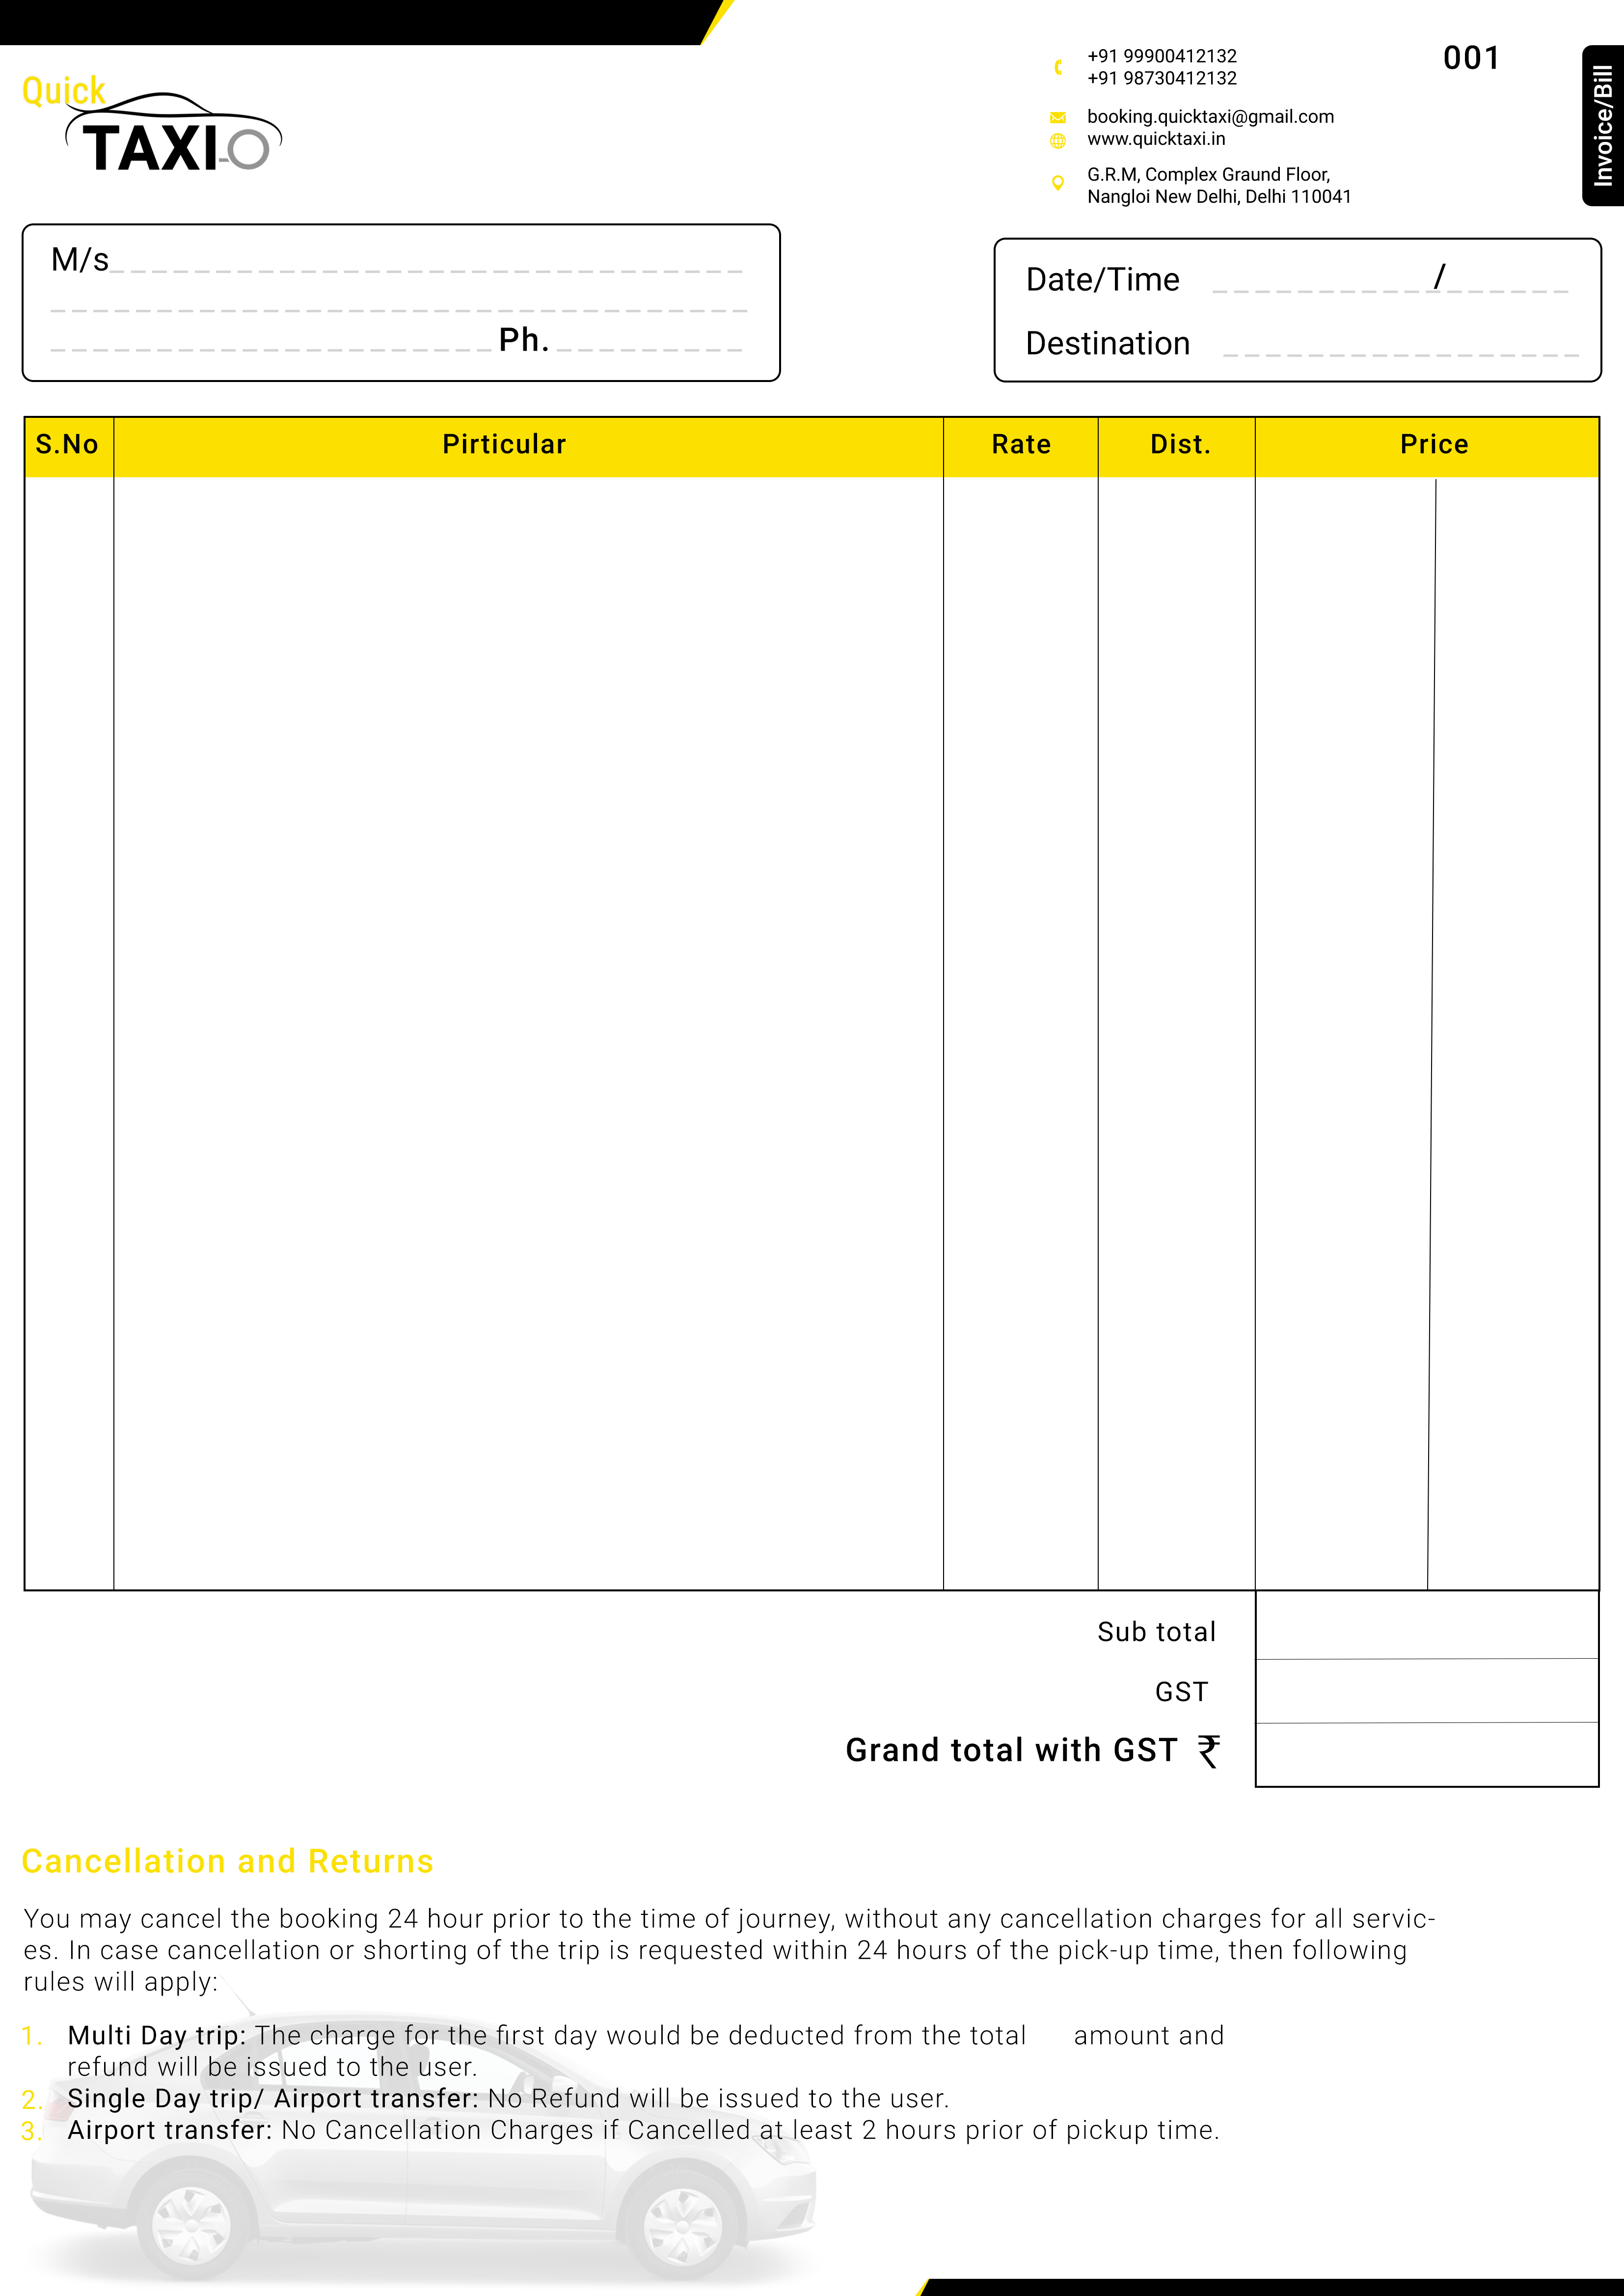 +91 99900412132
001
+91 98730412132
Invoice/Bill
Quick
TAXI
booking.quicktaxi@gmail.com
www.quicktaxi.in
G.R.M, Complex Graund Floor,
Nangloi New Delhi, Delhi 110041
M/s
Ph.
Date/Time /
Destination
S.No Pirticular Rate Dist. Price
Sub total
GST
Grand total with GST ₹
Cancellation and Returns
You may cancel the booking 24 hour prior to the time of journey, without any cancellation charges for all servic-
es. In case cancellation or shorting of the trip is requested within 24 hours of the pick-up time, then following
rules will apply:
1. Multi Day trip: The charge for the first day would be deducted from the total amount and
refund will be issued to the user.
2. Single Day trip/ Airport transfer: No Refund will be issued to the user.
3. Airport transfer: No Cancellation Charges if Cancelled at least 2 hours prior of pickup time.